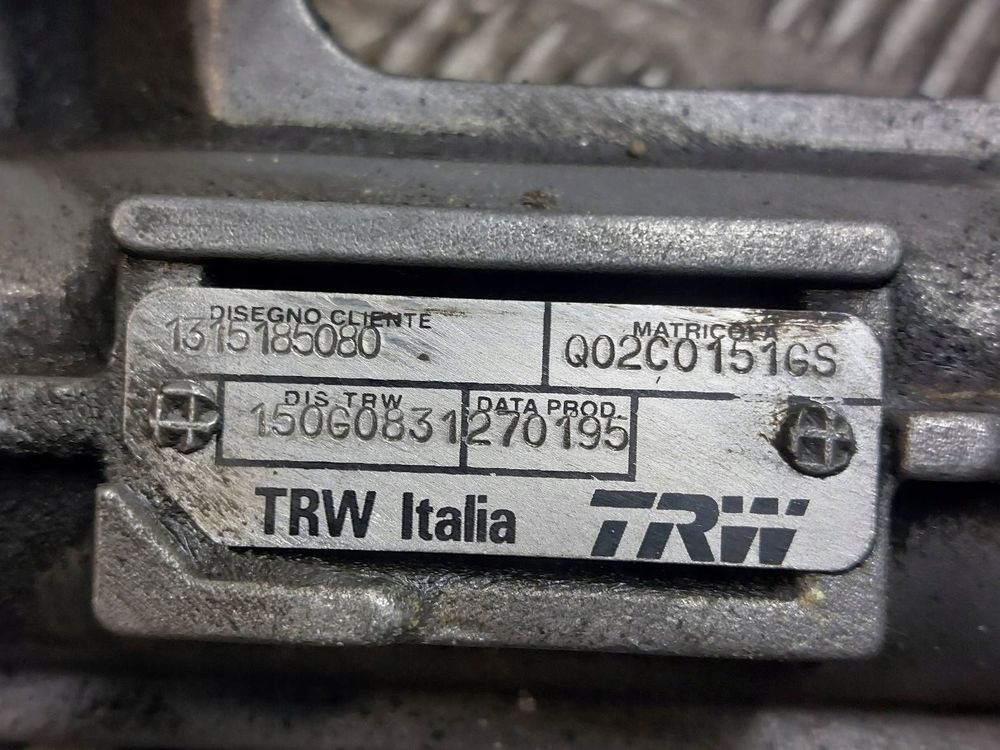 DISEGNO CLIENTE
1315185080
MATRICOLA
Q02C0151GS
DIS TRW
150G0831
DATA PROD.
270195
TRW Italia
TRW